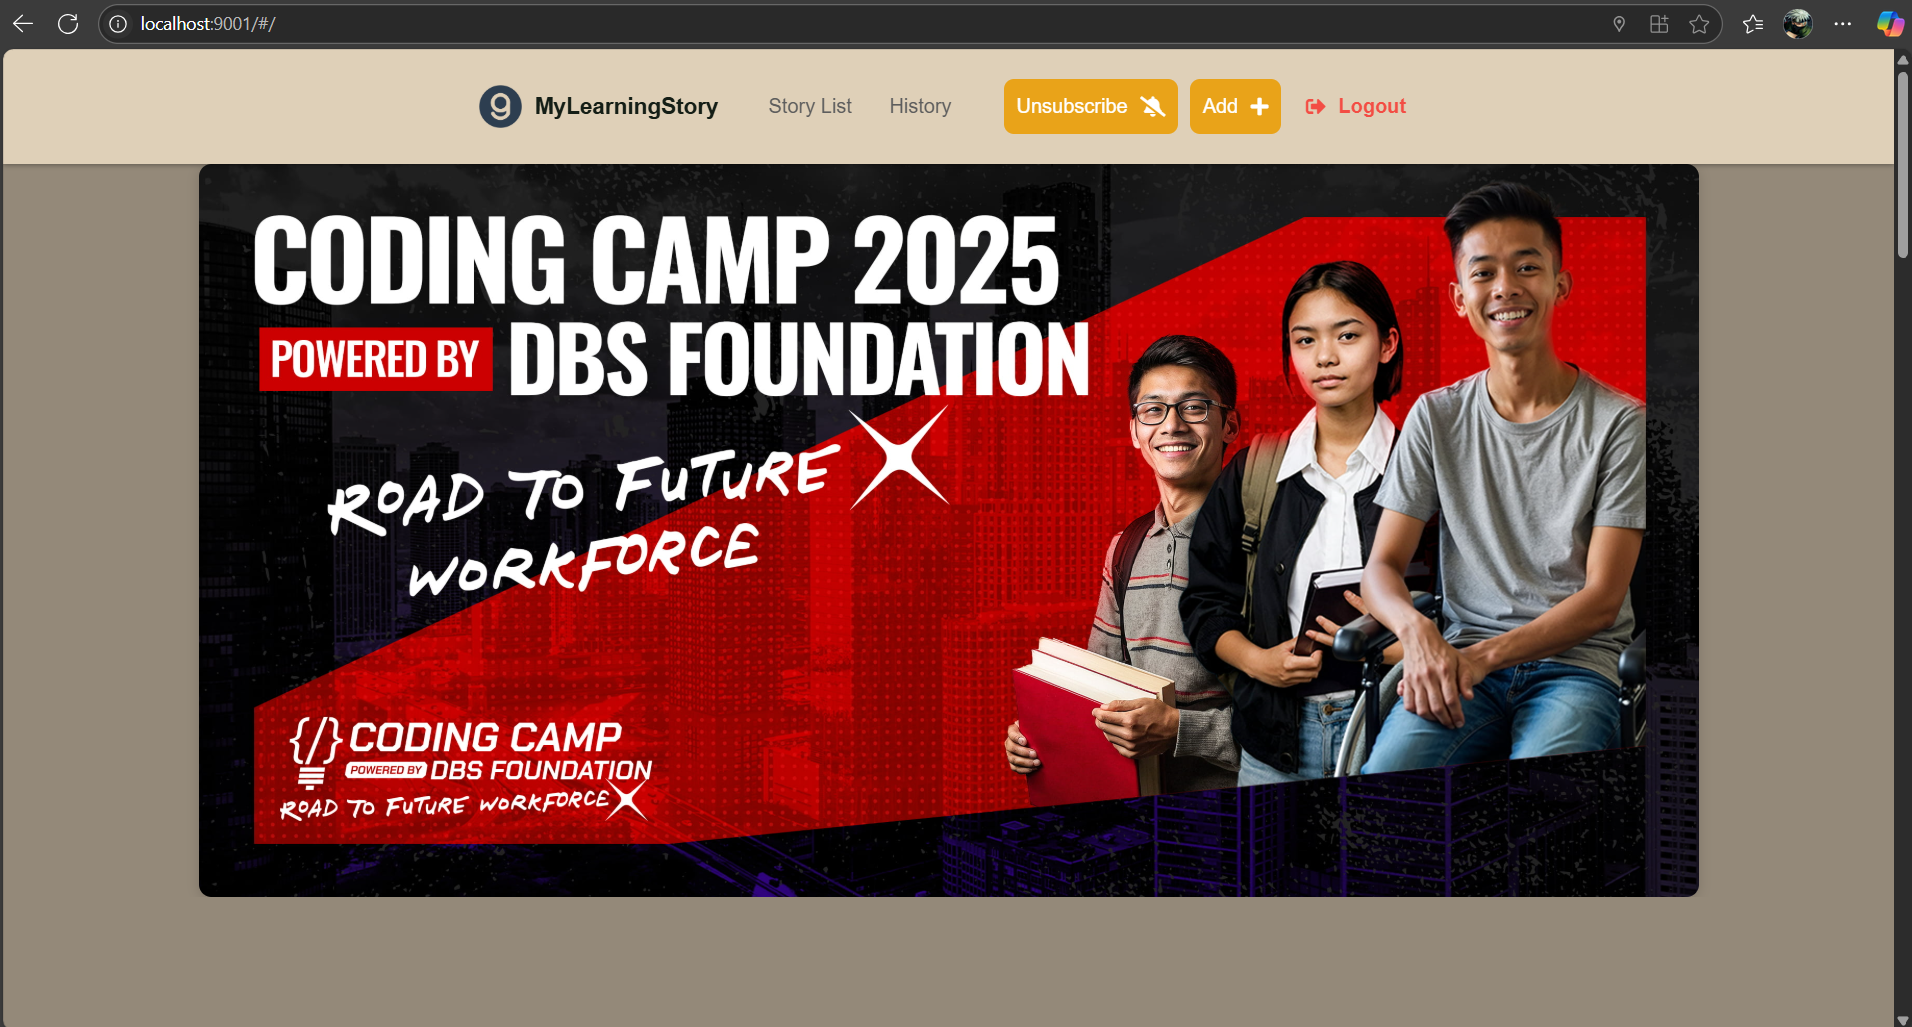 localhost:9001/#/
MyLearningStory
Story List
History
Unsubscribe
Add
Logout
CODING CAMP 2025
POWERED BY DBS FOUNDATION
ROAD TO FUTURE
WORKFORCE
{/} CODING CAMP
POWERED BY DBS FOUNDATION
ROAD TO FUTURE WORKFORCE